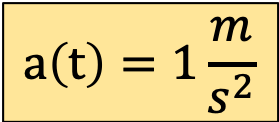 a(t) = 1 m/s²